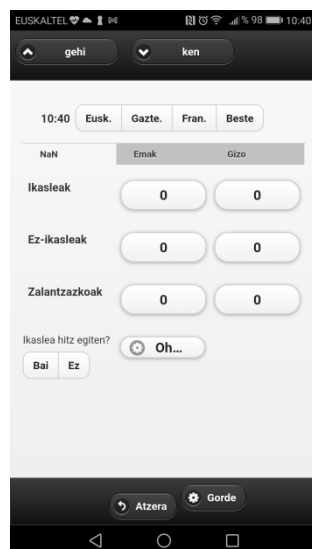 EUSKALTEL % 98 10:40
gehi ken
10:40 Eusk. Gazte. Fran. Beste
NaN Emak Gizo
Ikasleak 0 0
Ez-ikasleak 0 0
Zalantzazkoak 0 0
Ikaslea hitz egiten? Oh...
Bai Ez
Atzera Gorde